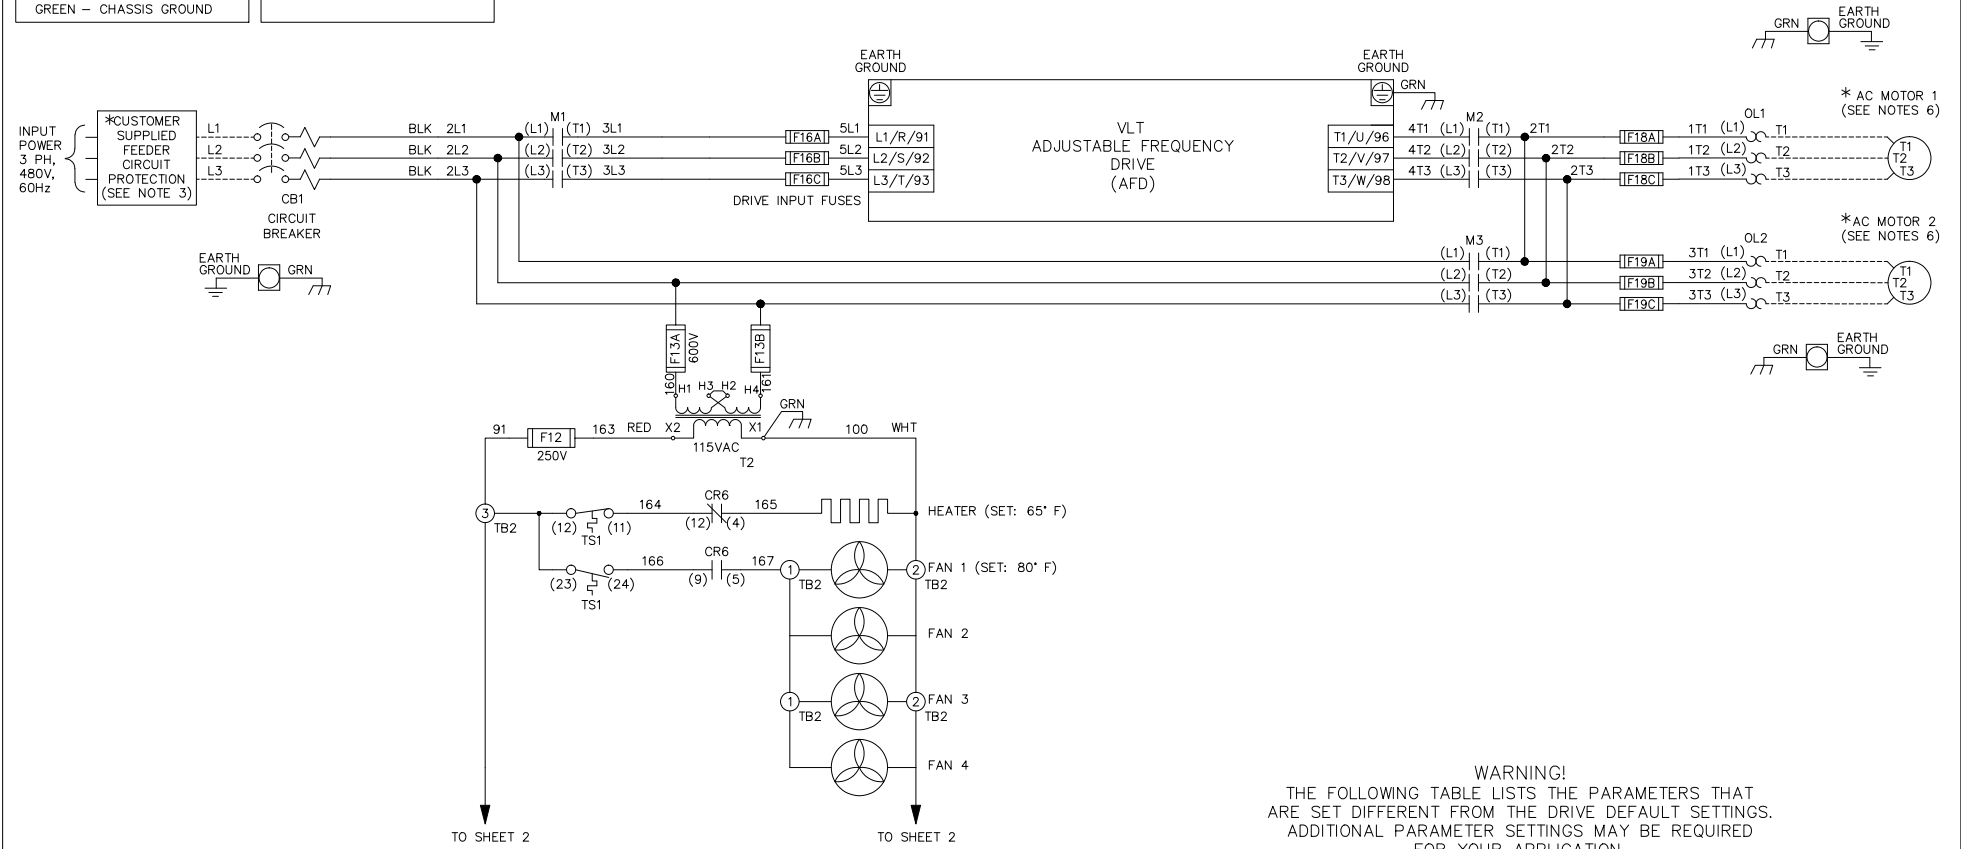 GREEN – CHASSIS GROUND
GRN
EARTH
GROUND
EARTH
GROUND
EARTH
GROUND
GRN
INPUT
POWER
3 PH,
480V,
60Hz
*CUSTOMER
SUPPLIED
FEEDER
CIRCUIT
PROTECTION
(SEE NOTE 3)
L1
L2
L3
CB1
CIRCUIT
BREAKER
BLK 2L1
BLK 2L2
BLK 2L3
M1
(L1) (T1) 3L1
(L2) (T2) 3L2
(L3) (T3) 3L3
F16A 5L1
F16B 5L2
F16C 5L3
DRIVE INPUT FUSES
L1/R/91
L2/S/92
L3/T/93
VLT
ADJUSTABLE FREQUENCY
DRIVE
(AFD)
T1/U/96
T2/V/97
T3/W/98
M2
4T1 (L1) (T1) 2T1
4T2 (L2) (T2) 2T2
4T3 (L3) (T3) 2T3
F18A 1T1 (L1) T1
F18B 1T2 (L2) T2
F18C 1T3 (L3) T3
OL1
* AC MOTOR 1
(SEE NOTES 6)
T1
T2
T3
EARTH
GROUND
GRN
M3
(L1) (T1)
(L2) (T2)
(L3) (T3)
F19A 3T1 (L1) T1
F19B 3T2 (L2) T2
F19C 3T3 (L3) T3
OL2
*AC MOTOR 2
(SEE NOTES 6)
T1
T2
T3
GRN
EARTH
GROUND
F13A
600V
F13B
160
161
H1 H3 H2 H4
GRN
91
F12
250V
163 RED X2
X1
100 WHT
115VAC
T2
3
TB2
(12) (11)
TS1
164
CR6
(12) (4)
165
HEATER (SET: 65° F)
(23) (24)
TS1
166
CR6
(9) (5)
167
1
TB2
2
TB2
FAN 1 (SET: 80° F)
FAN 2
1
TB2
2
TB2
FAN 3
FAN 4
TO SHEET 2
TO SHEET 2
WARNING!
THE FOLLOWING TABLE LISTS THE PARAMETERS THAT
ARE SET DIFFERENT FROM THE DRIVE DEFAULT SETTINGS.
ADDITIONAL PARAMETER SETTINGS MAY BE REQUIRED
FOR YOUR APPLICATION